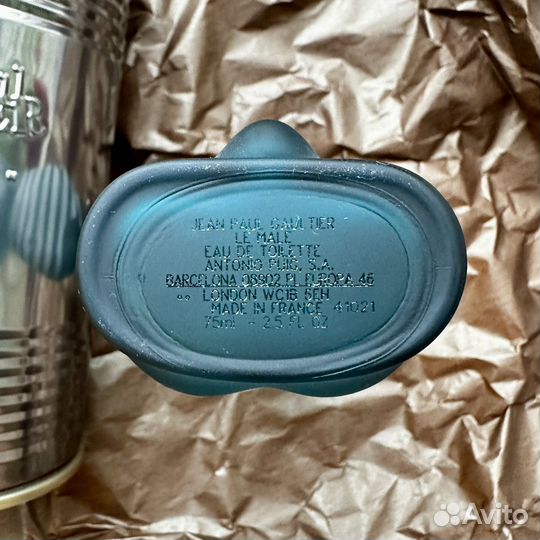 JEAN PAUL GAULTIER
LE MALE
EAU DE TOILETTE
ANTONIO PUIG, S.A.
BARCELONA 08902 PL EUROPA 46
LONDON WC1B 5EH
MADE IN FRANCE 41021
75ml - 2.5 fl. oz
Avito